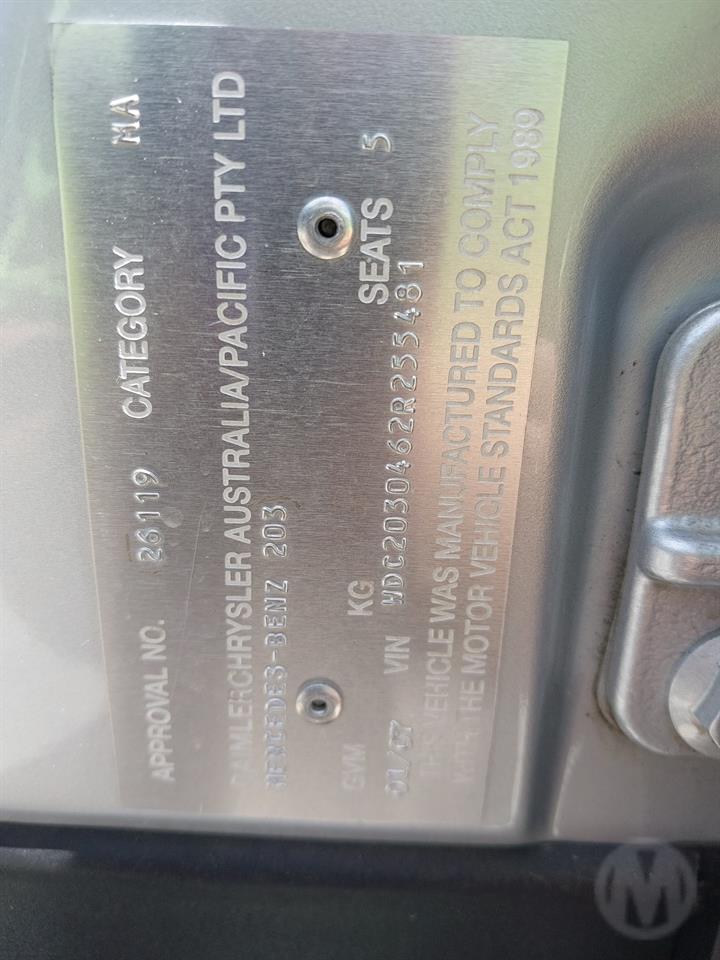 APPROVAL NO. 26119 CATEGORY MA
DAIMLERCHRYSLER AUSTRALIA/PACIFIC PTY LTD
MERCEDES-BENZ 203
GVM KG SEATS 5
01/07 VIN WDC2030462R255481
THIS VEHICLE WAS MANUFACTURED TO COMPLY
WITH THE MOTOR VEHICLE STANDARDS ACT 1989
M